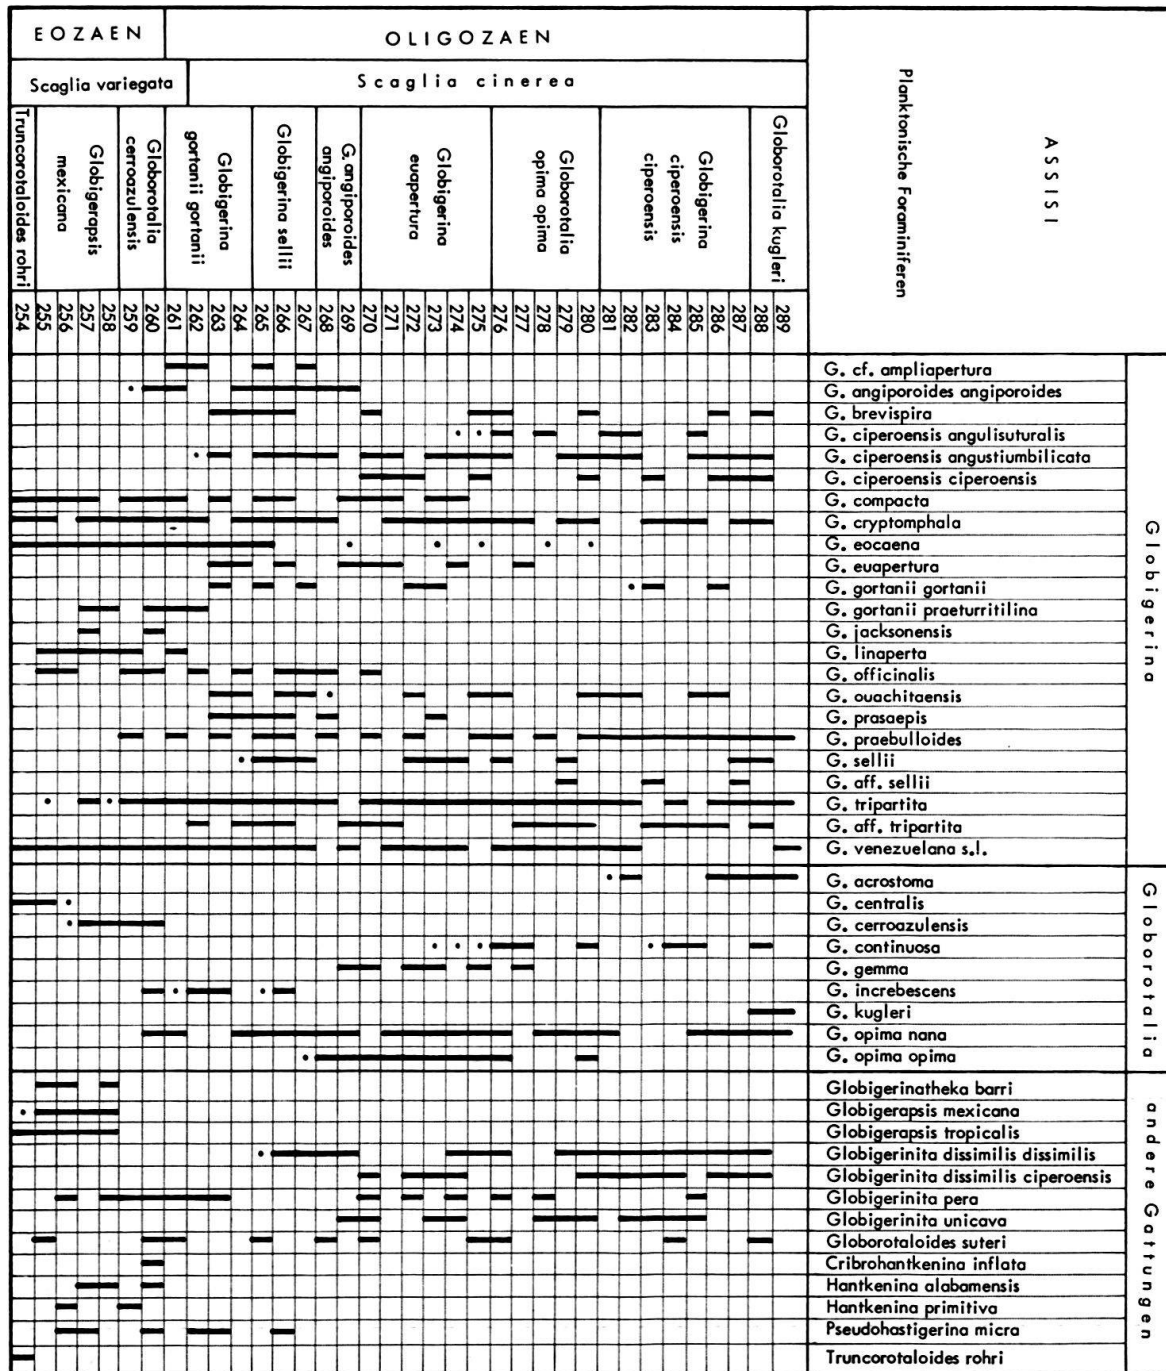 EOZAEN
OLIGOZAEN
Scaglia variegata
Scaglia cinerea
Truncorotaloides rohri
Globigerapsis
mexicana
Globorotalia
cerroazulensis
Globigerina
gortanii gortanii
Globigerina sellii
G. angiporoides
angiporoides
Globigerina
euapertura
Globorotalia
opima opima
Globigerina
ciperoensis
ciperoensis
Globorotalia kugleri
Planktonische Foraminiferen
ASSISI
254 255 256 257 258 259 260 261 262 263 264 265 266 267 268 269 270 271 272 273 274 275 276 277 278 279 280 281 282 283 284 285 286 287 288 289
Globigerina
G. cf. ampliapertura
G. angiporoides angiporoides
G. brevispira
G. ciperoensis angulisuturalis
G. ciperoensis angustiumbilicata
G. ciperoensis ciperoensis
G. compacta
G. cryptomphala
G. eocaena
G. euapertura
G. gortanii gortanii
G. gortanii praeturritilina
G. jacksonensis
G. linaperta
G. officinalis
G. ouachitaensis
G. prasaepis
G. praebulloides
G. sellii
G. aff. sellii
G. tripartita
G. aff. tripartita
G. venezuelana s.l.
Globorotalia
G. acrostoma
G. centralis
G. cerroazulensis
G. continuosa
G. gemma
G. increbescens
G. kugleri
G. opima nana
G. opima opima
andere Gattungen
Globigerinatheka barri
Globigerapsis mexicana
Globigerapsis tropicalis
Globigerinita dissimilis dissimilis
Globigerinita dissimilis ciperoensis
Globigerinita pera
Globigerinita unicava
Globorotaloides suteri
Cribrohantkenina inflata
Hantkenina alabamensis
Hantkenina primitiva
Pseudohastigerina micra
Truncorotaloides rohri